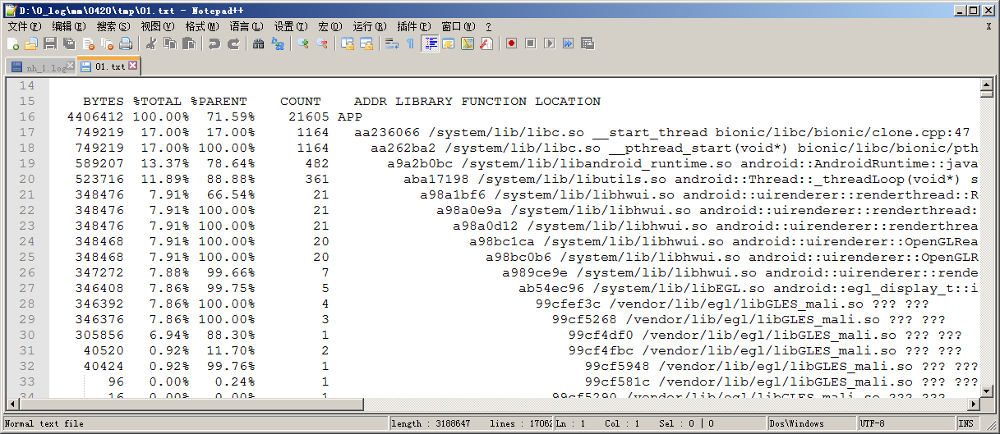 D:\O_log\mm\0420\tmp\01.txt - Notepad++
文件(F) 编辑(E) 搜索(S) 视图(V) 格式(M) 语言(L) 设置(T) 宏(O) 运行(R) 插件(P) 窗口(W) ? X
nh_1.log 01.txt
14
15 BYTES %TOTAL %PARENT COUNT ADDR LIBRARY FUNCTION LOCATION
16 4406412 100.00% 71.59% 21605 APP
17 749219 17.00% 17.00% 1164 aa236066 /system/lib/libc.so __start_thread bionic/libc/bionic/clone.cpp:47
18 749219 17.00% 100.00% 1164 aa262ba2 /system/lib/libc.so __pthread_start(void*) bionic/libc/bionic/pth
19 589207 13.37% 78.64% 482 a9a2b0bc /system/lib/libandroid_runtime.so android::AndroidRuntime::java
20 523716 11.89% 88.88% 361 aba17198 /system/lib/libutils.so android::Thread::_threadLoop(void*) s
21 348476 7.91% 66.54% 21 a98a1bf6 /system/lib/libhwui.so android::uirenderer::renderthread::R
22 348476 7.91% 100.00% 21 a98a0e9a /system/lib/libhwui.so android::uirenderer::renderthread:
23 348476 7.91% 100.00% 21 a98a0d12 /system/lib/libhwui.so android::uirenderer::renderthrea
24 348468 7.91% 100.00% 20 a98bc1ca /system/lib/libhwui.so android::uirenderer::OpenGLRea
25 348468 7.91% 100.00% 20 a98bc0b6 /system/lib/libhwui.so android::uirenderer::OpenGLR
26 347272 7.88% 99.66% 7 a989ce9e /system/lib/libhwui.so android::uirenderer::rende
27 346408 7.86% 99.75% 5 ab54ec96 /system/lib/libEGL.so android::egl_display_t::i
28 346392 7.86% 100.00% 4 99cfef3c /vendor/lib/egl/libGLES_mali.so ??? ???
29 346376 7.86% 100.00% 3 99cf5268 /vendor/lib/egl/libGLES_mali.so ??? ???
30 305856 6.94% 88.30% 1 99cf4df0 /vendor/lib/egl/libGLES_mali.so ??? ???
31 40520 0.92% 11.70% 2 99cf4fbc /vendor/lib/egl/libGLES_mali.so ??? ???
32 40424 0.92% 99.76% 1 99cf5948 /vendor/lib/egl/libGLES_mali.so ??? ???
33 96 0.00% 0.24% 1 99cf581c /vendor/lib/egl/libGLES_mali.so ??? ???
34 16 0.00% 0.00% 1 99cf5290 /vendor/lib/egl/libGLES_mali.so ??? ???
Normal text file length : 3188647 lines : 17062 Ln : 1 Col : 1 Sel : 0 | 0 Dos\Windows UTF-8 INS